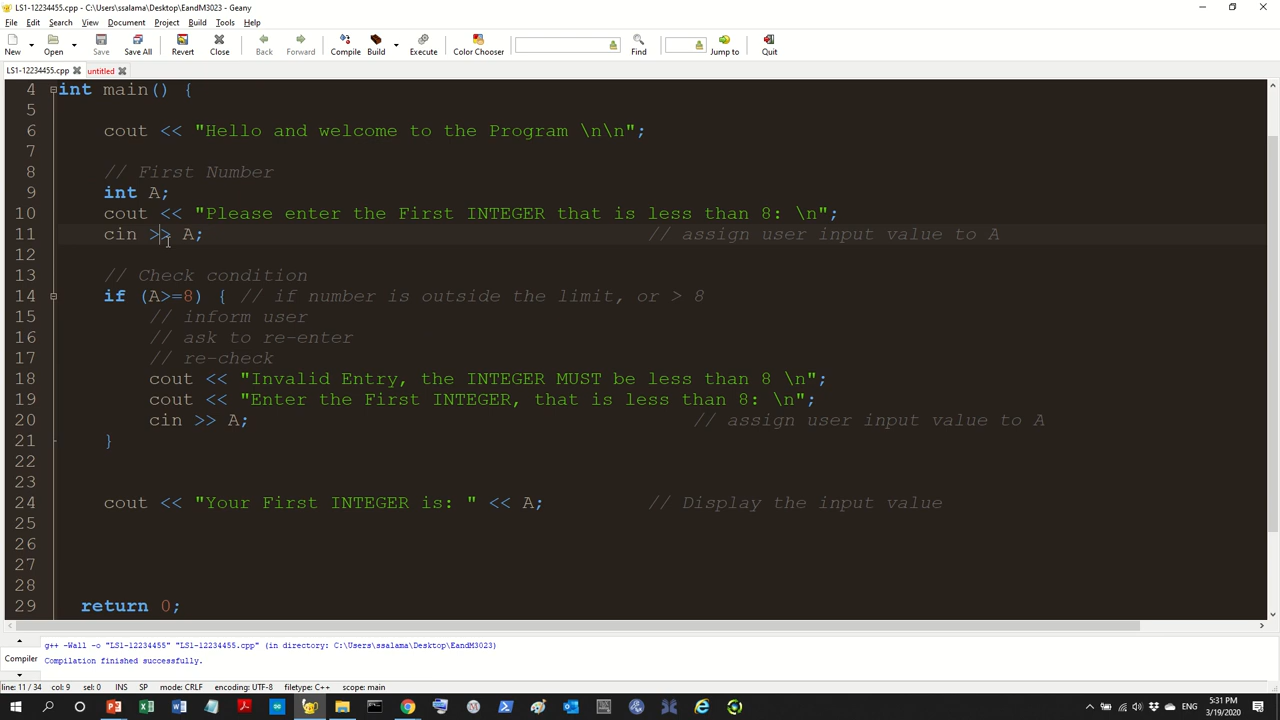 LS1-12234455.cpp - C:\Users\ssalama\Desktop\EandM3023 - Geany
File Edit Search View Document Project Build Tools Help
New Open Save Save All Revert Close Back Forward Compile Build Execute Color Chooser Find Jump to Quit
LS1-12234455.cpp untitled
4 int main() {
5
6 cout << "Hello and welcome to the Program \n\n";
7
8 // First Number
9 int A;
10 cout << "Please enter the First INTEGER that is less than 8: \n";
11 cin >> A; // assign user input value to A
12
13 // Check condition
14 if (A>=8) { // if number is outside the limit, or > 8
15 // inform user
16 // ask to re-enter
17 // re-check
18 cout << "Invalid Entry, the INTEGER MUST be less than 8 \n";
19 cout << "Enter the First INTEGER, that is less than 8: \n";
20 cin >> A; // assign user input value to A
21 }
22
23
24 cout << "Your First INTEGER is: " << A; // Display the input value
25
26
27
28
29 return 0;
g++ -Wall -o "LS1-12234455" "LS1-12234455.cpp" (in directory: C:\Users\ssalama\Desktop\EandM3023)
Compiler Compilation finished successfully.
line: 11 / 34 col: 9 sel: 0 INS SP mode: CRLF encoding: UTF-8 filetype: C++ scope: main
5:31 PM
3/19/2020